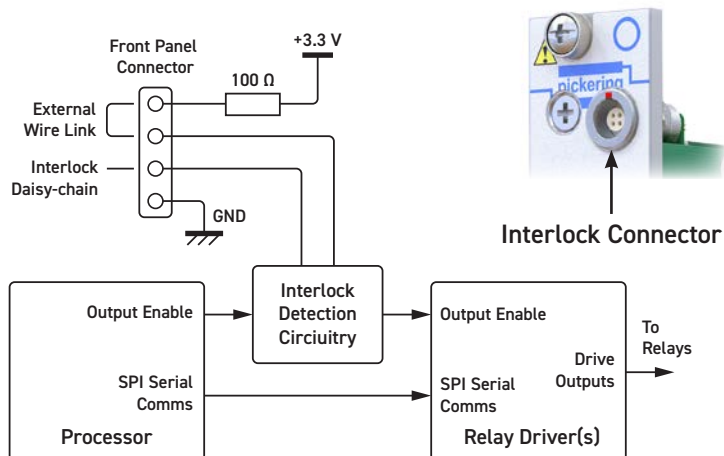 +3.3 V
Front Panel
Connector
100 Ω
External
Wire Link
Interlock
Daisy-chain
GND
pickering
Interlock Connector
Output Enable
Interlock
Detection
Circiutry
Output Enable
To
Relays
SPI Serial
Comms
SPI Serial
Comms
Drive
Outputs
Processor
Relay Driver(s)